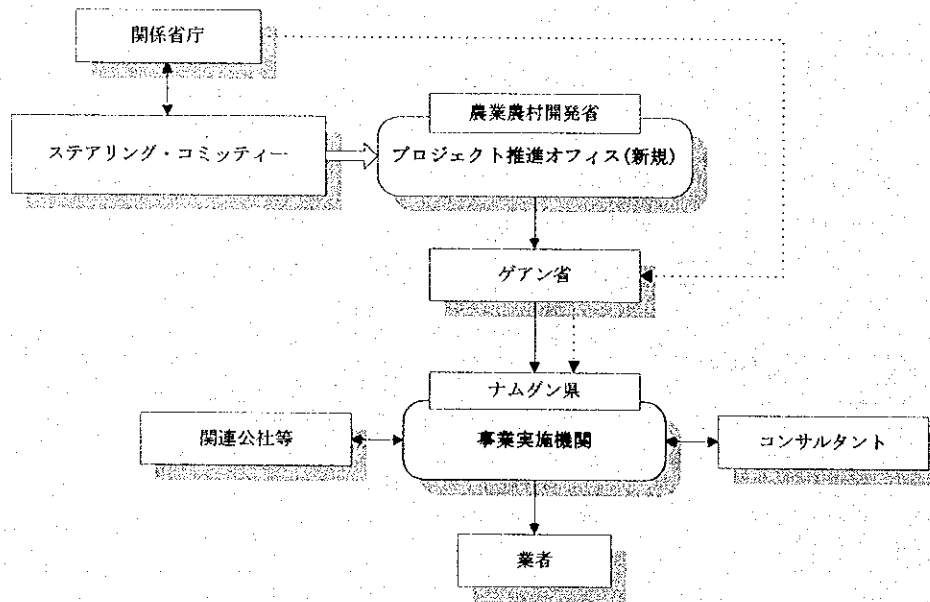 関係省庁
農業農村開発省
ステアリング・コミッティー
プロジェクト推進オフィス(新規)
ゲアン省
ナムダン県
関連公社等
事業実施機関
コンサルタント
業者